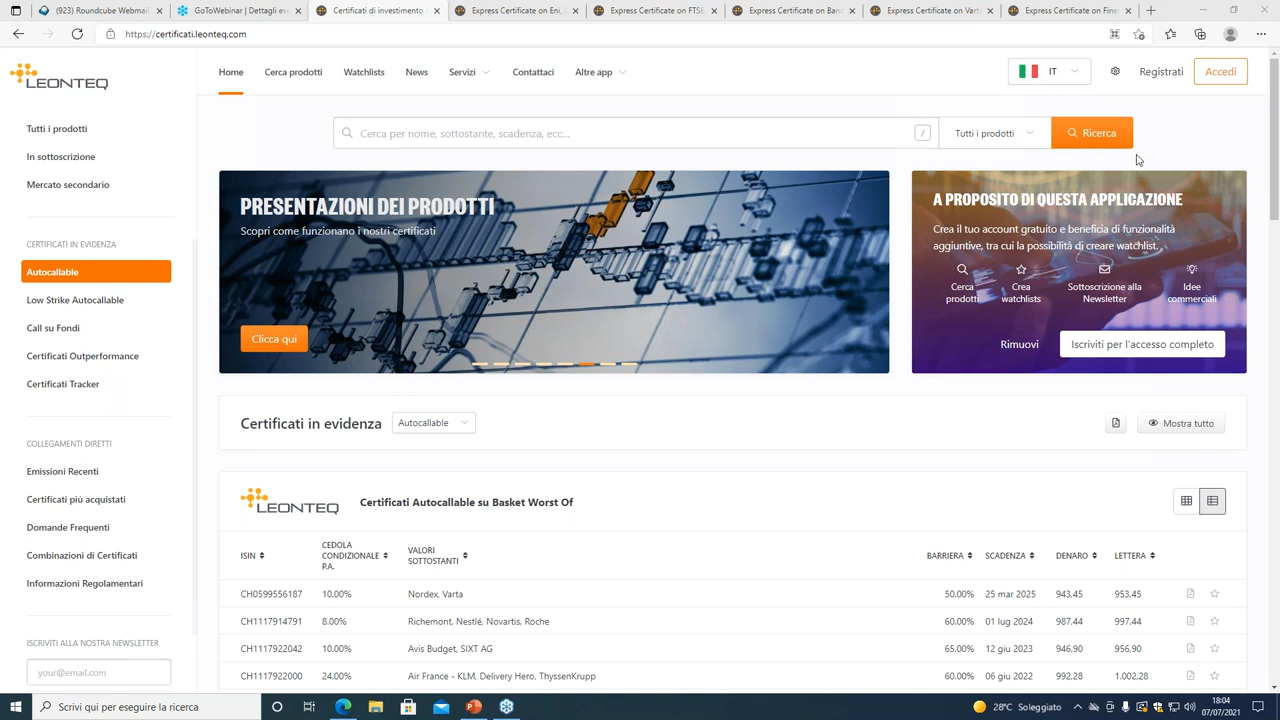 (923) Roundcube Webmail
GoToWebinar | Dettagli ev
Certificati di investimento
Express Certificate on Eni,
Express Certificate on FTSE
Express Certificate on Banc
Express Certificate on Vart
Express Certificate on Fine
https://certificati.leonteq.com
LEONTEQ
Home
Cerca prodotti
Watchlists
News
Servizi
Contattaci
Altre app
IT
Registrati
Accedi
Cerca per nome, sottostante, scadenza, ecc...
/
Tutti i prodotti
Ricerca
Tutti i prodotti
In sottoscrizione
Mercato secondario
CERTIFICATI IN EVIDENZA
Autocallable
Low Strike Autocallable
Call su Fondi
Certificati Outperformance
Certificati Tracker
COLLEGAMENTI DIRETTI
Emissioni Recenti
Certificati più acquistati
Domande Frequenti
Combinazioni di Certificati
Informazioni Regolamentari
ISCRIVITI ALLA NOSTRA NEWSLETTER
your@email.com
PRESENTAZIONI DEI PRODOTTI
Scopri come funzionano i nostri certificati
Clicca qui
A PROPOSITO DI QUESTA APPLICAZIONE
Crea il tuo account gratuito e beneficia di funzionalità
aggiuntive, tra cui la possibilità di creare watchlist.
Cerca
prodotti
Crea
watchlists
Sottoscrizione alla
Newsletter
Idee
commerciali
Rimuovi
Iscriviti per l'accesso completo
Certificati in evidenza
Autocallable
Mostra tutto
LEONTEQ
Certificati Autocallable su Basket Worst Of
ISIN
CEDOLA
CONDIZIONALE
P.A.
VALORI
SOTTOSTANTI
BARRIERA
SCADENZA
DENARO
LETTERA
CH0599556187 10.00% Nordex, Varta 50.00% 25 mar 2025 943,45 953,45
CH1117914791 8.00% Richemont, Nestlé, Novartis, Roche 60.00% 01 lug 2024 987,44 997,44
CH1117922042 10.00% Avis Budget, SIXT AG 65.00% 12 giu 2023 946,90 956,90
CH1117922000 24.00% Air France - KLM, Delivery Hero, ThyssenKrupp 60.00% 06 giu 2022 992,28 1.002,28
Scrivi qui per eseguire la ricerca
28°C Soleggiato
18:04
07/07/2021